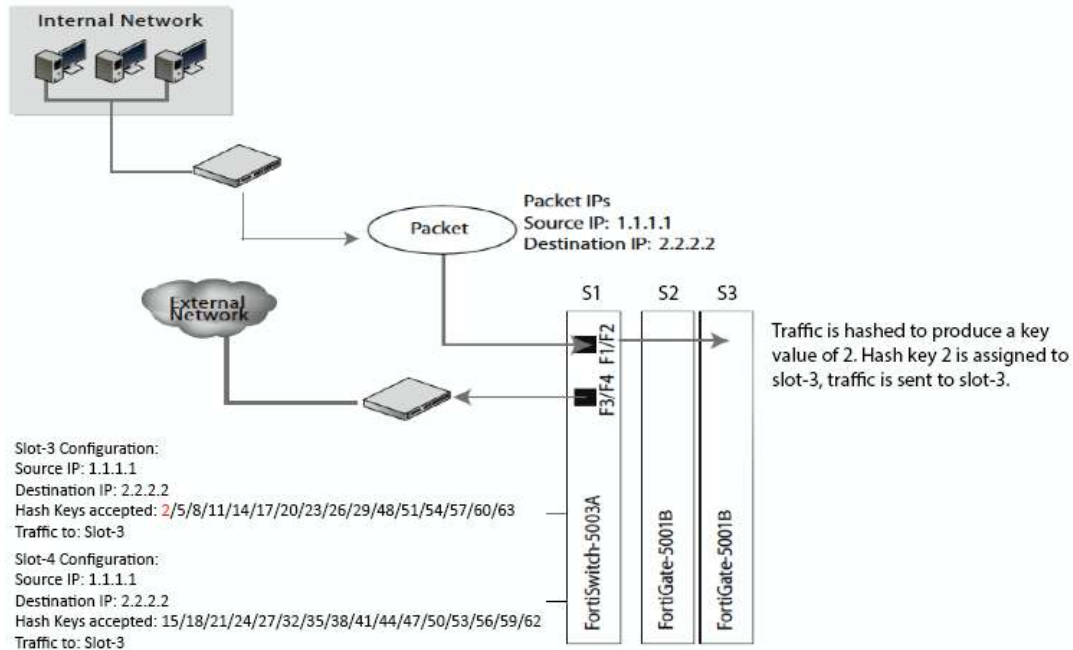 Internal Network
Packet
Packet IPs
Source IP: 1.1.1.1
Destination IP: 2.2.2.2
External
Network
S1
S2
S3
F1/F2
F3/F4
FortiSwitch-5003A
FortiGate-5001B
FortiGate-5001B
Traffic is hashed to produce a key
value of 2. Hash key 2 is assigned to
slot-3, traffic is sent to slot-3.
Slot-3 Configuration:
Source IP: 1.1.1.1
Destination IP: 2.2.2.2
Hash Keys accepted: 2/5/8/11/14/17/20/23/26/29/48/51/54/57/60/63
Traffic to: Slot-3
Slot-4 Configuration:
Source IP: 1.1.1.1
Destination IP: 2.2.2.2
Hash Keys accepted: 15/18/21/24/27/32/35/38/41/44/47/50/53/56/59/62
Traffic to: Slot-3